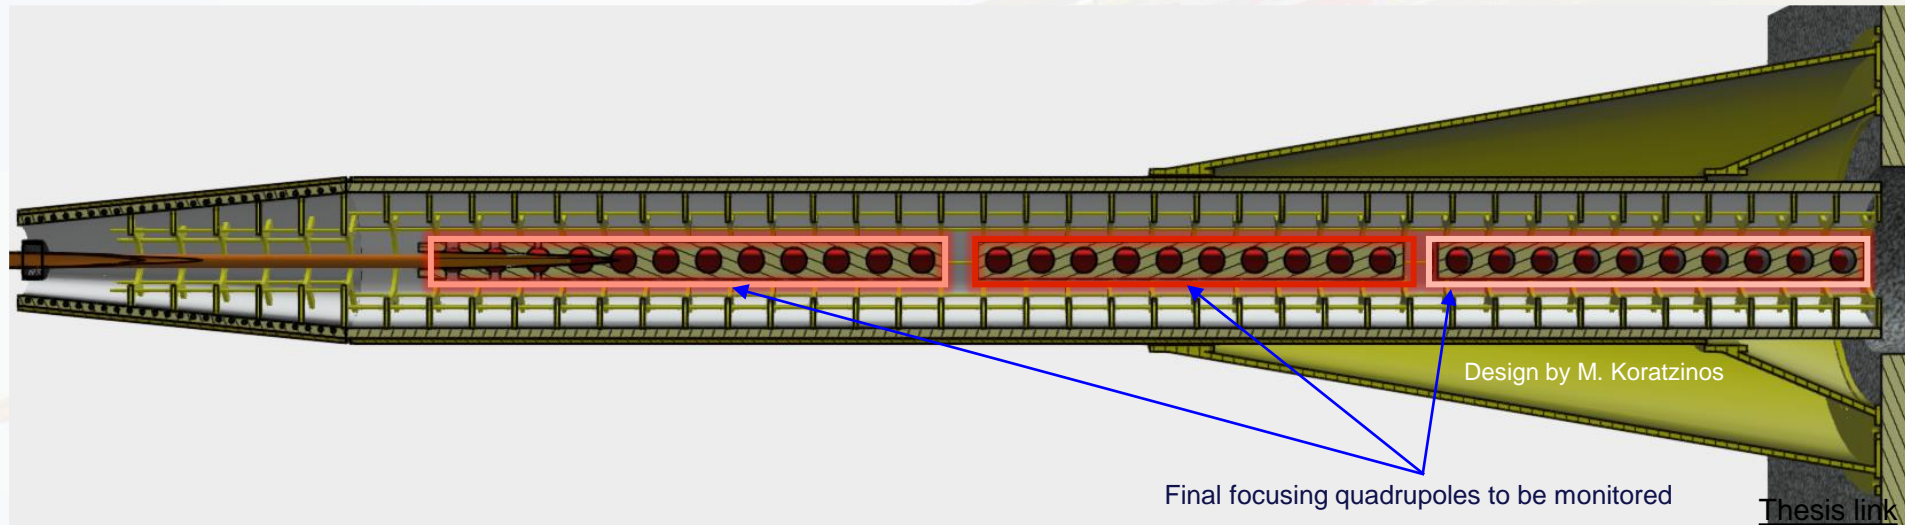 Design by M. Koratzinos
Final focusing quadrupoles to be monitored
Thesis link